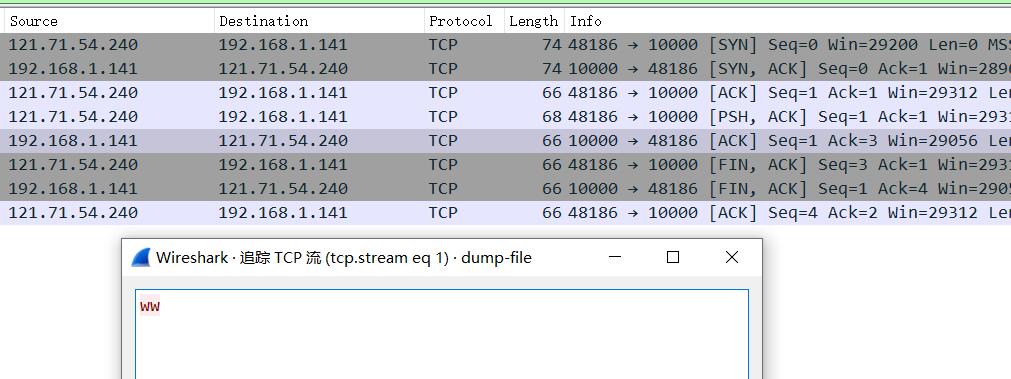 Source Destination Protocol Length Info
121.71.54.240 192.168.1.141 TCP 74 48186 → 10000 [SYN] Seq=0 Win=29200 Len=0 MSS
192.168.1.141 121.71.54.240 TCP 74 10000 → 48186 [SYN, ACK] Seq=0 Ack=1 Win=2896
121.71.54.240 192.168.1.141 TCP 66 48186 → 10000 [ACK] Seq=1 Ack=1 Win=29312 Len
121.71.54.240 192.168.1.141 TCP 68 48186 → 10000 [PSH, ACK] Seq=1 Ack=1 Win=2931
192.168.1.141 121.71.54.240 TCP 66 10000 → 48186 [ACK] Seq=1 Ack=3 Win=29056 Len
121.71.54.240 192.168.1.141 TCP 66 48186 → 10000 [FIN, ACK] Seq=3 Ack=1 Win=2931
192.168.1.141 121.71.54.240 TCP 66 10000 → 48186 [FIN, ACK] Seq=1 Ack=4 Win=2905
121.71.54.240 192.168.1.141 TCP 66 48186 → 10000 [ACK] Seq=4 Ack=2 Win=29312 Len
Wireshark · 追踪 TCP 流 (tcp.stream eq 1) · dump-file
ww